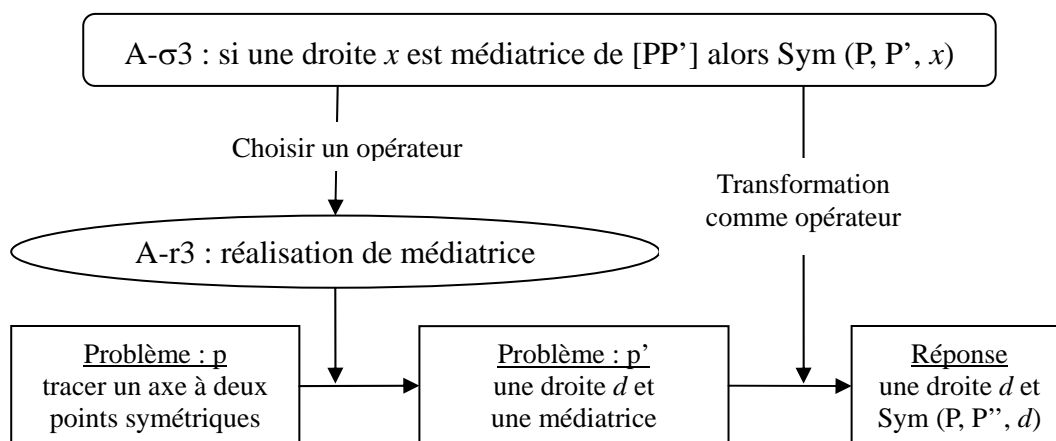 A-σ3 : si une droite x est médiatrice de [PP’] alors Sym (P, P’, x)
Choisir un opérateur
Transformation
comme opérateur
A-r3 : réalisation de médiatrice
Problème : p
tracer un axe à deux
points symétriques
Problème : p’
une droite d et
une médiatrice
Réponse
une droite d et
Sym (P, P’’, d)